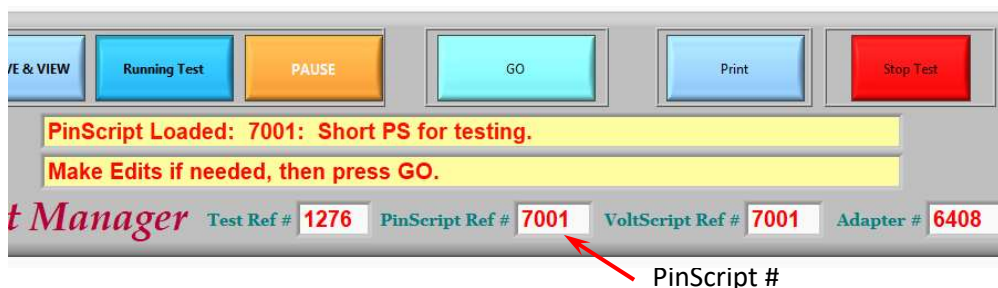 VE & VIEW Running Test PAUSE GO Print Stop Test
PinScript Loaded: 7001: Short PS for testing.
Make Edits if needed, then press GO.
t Manager Test Ref # 1276 PinScript Ref # 7001 VoltScript Ref # 7001 Adapter # 6408
PinScript #